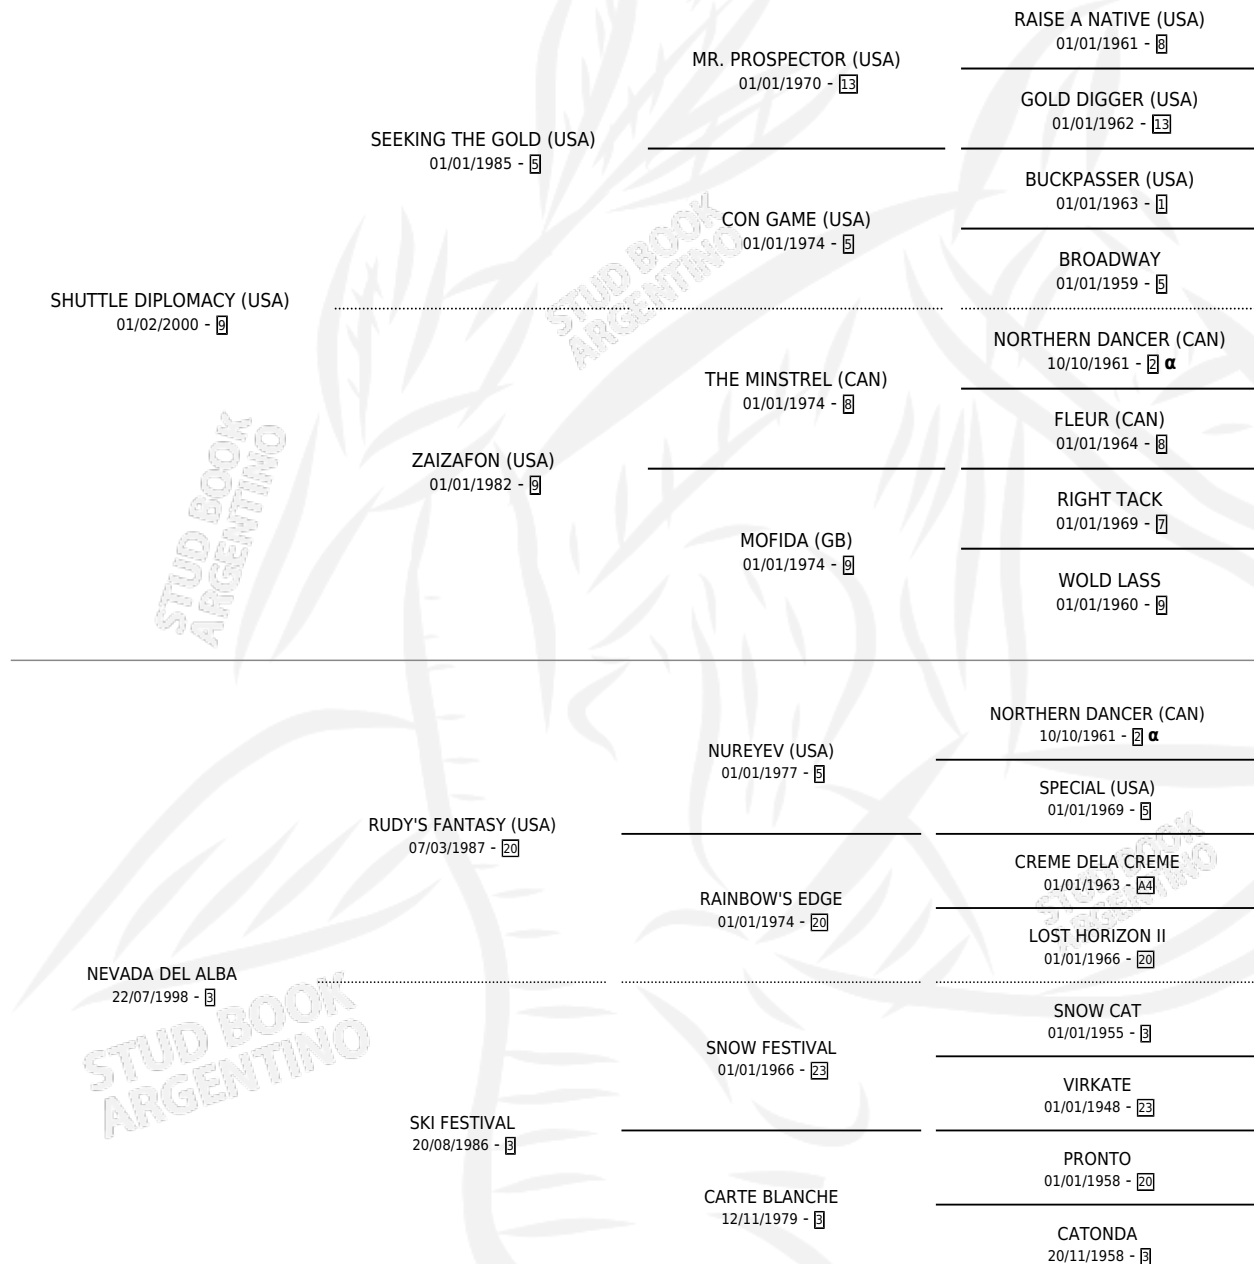 RAISE A NATIVE (USA)
01/01/1961 - 8
MR. PROSPECTOR (USA)
01/01/1970 - 13
GOLD DIGGER (USA)
01/01/1962 - 13
SEEKING THE GOLD (USA)
01/01/1985 - 5
BUCKPASSER (USA)
01/01/1963 - 1
CON GAME (USA)
01/01/1974 - 5
BROADWAY
01/01/1959 - 5
SHUTTLE DIPLOMACY (USA)
01/02/2000 - 9
NORTHERN DANCER (CAN)
10/10/1961 - 2 α
THE MINSTREL (CAN)
01/01/1974 - 8
FLEUR (CAN)
01/01/1964 - 8
ZAIZAFON (USA)
01/01/1982 - 9
RIGHT TACK
01/01/1969 - 7
MOFIDA (GB)
01/01/1974 - 9
WOLD LASS
01/01/1960 - 9
NORTHERN DANCER (CAN)
10/10/1961 - 2 α
NUREYEV (USA)
01/01/1977 - 5
SPECIAL (USA)
01/01/1969 - 5
RUDY'S FANTASY (USA)
07/03/1987 - 20
CREME DELA CREME
01/01/1963 - A4
RAINBOW'S EDGE
01/01/1974 - 20
LOST HORIZON II
01/01/1966 - 20
NEVADA DEL ALBA
22/07/1998 - 3
SNOW CAT
01/01/1955 - 3
SNOW FESTIVAL
01/01/1966 - 23
VIRKATE
01/01/1948 - 23
SKI FESTIVAL
20/08/1986 - 3
PRONTO
01/01/1958 - 20
CARTE BLANCHE
12/11/1979 - 3
CATONDA
20/11/1958 - 3
STUD BOOK
ARGENTINO
STUD BOOK
ARGENTINO
STUD BOOK
ARGENTINO
STUD BOOK
ARGENTINO